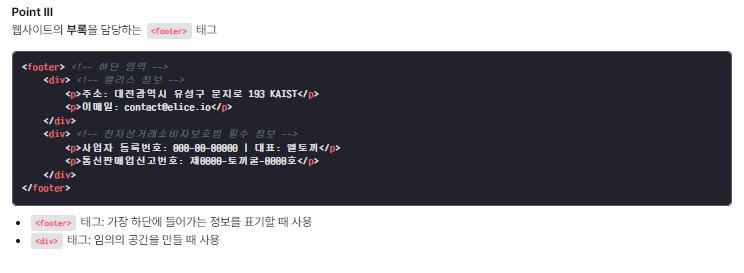 Point III
웹사이트의 부록을 담당하는 <footer> 태그
<footer> <!-- 하단 영역 -->
<div> <!-- 엘리스 정보 -->
<p>주소: 대전광역시 유성구 문지로 193 KAIST</p>
<p>이메일: contact@elice.io</p>
</div>
<div> <!-- 전자상거래소비자보호법 필수 정보 -->
<p>사업자 등록번호: 000-00-00000 | 대표: 엘토끼</p>
<p>통신판매업신고번호: 제0000-토끼굴-0000호</p>
</div>
</footer>
• <footer> 태그: 가장 하단에 들어가는 정보를 표기할 때 사용
• <div> 태그: 임의의 공간을 만들 때 사용